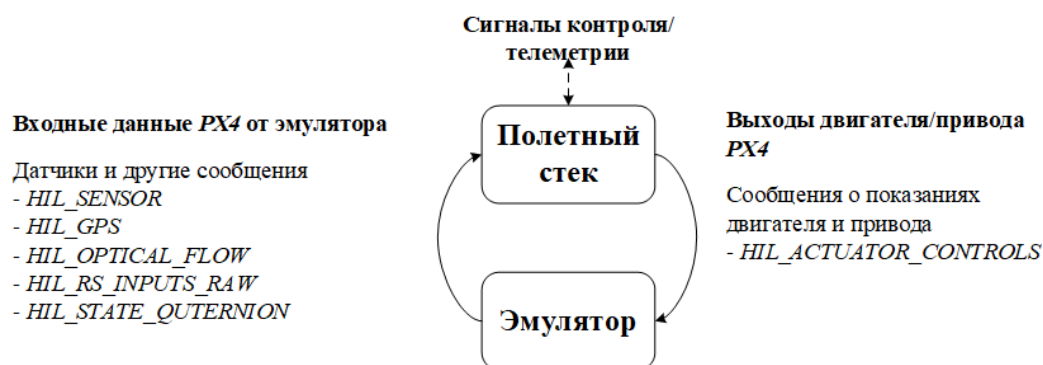 Сигналы контроля/
телеметрии
Входные данные PX4 от эмулятора
Датчики и другие сообщения
- HIL_SENSOR
- HIL_GPS
- HIL_OPTICAL_FLOW
- HIL_RS_INPUTS_RAW
- HIL_STATE_QUTERNION
Полетный
стек
Эмулятор
Выходы двигателя/привода
PX4
Сообщения о показаниях
двигателя и привода
- HIL_ACTUATOR_CONTROLS